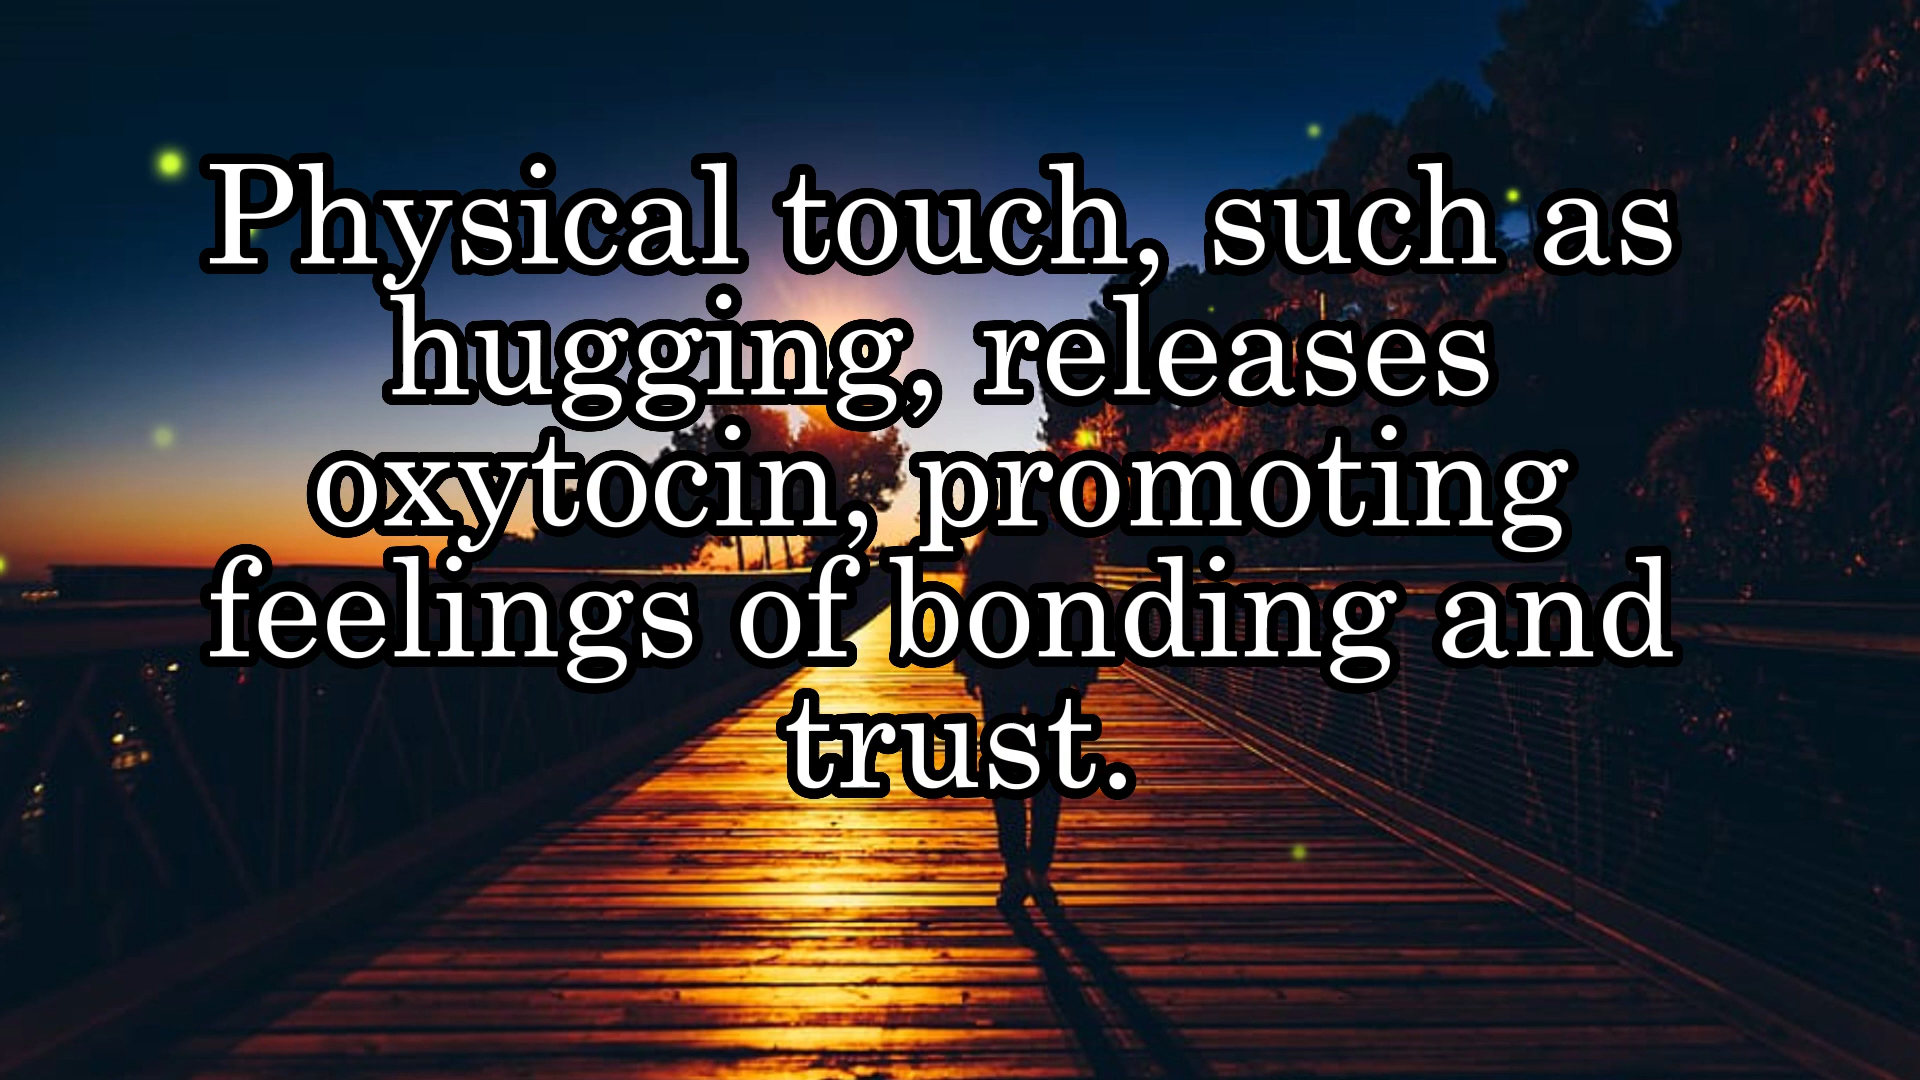 Physical touch, such as
hugging, releases
oxytocin, promoting
feelings of bonding and
trust.